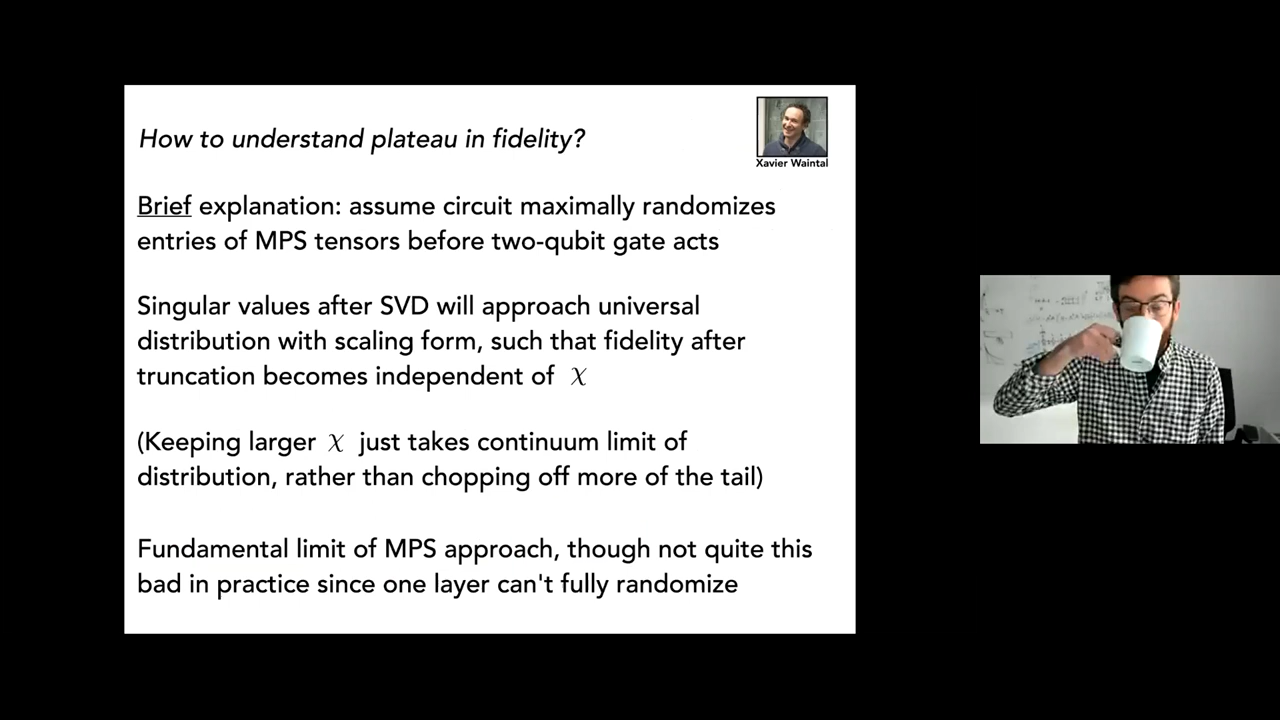 How to understand plateau in fidelity?
Xavier Waintal
Brief explanation: assume circuit maximally randomizes
entries of MPS tensors before two-qubit gate acts
Singular values after SVD will approach universal
distribution with scaling form, such that fidelity after
truncation becomes independent of χ
(Keeping larger χ just takes continuum limit of
distribution, rather than chopping off more of the tail)
Fundamental limit of MPS approach, though not quite this
bad in practice since one layer can't fully randomize